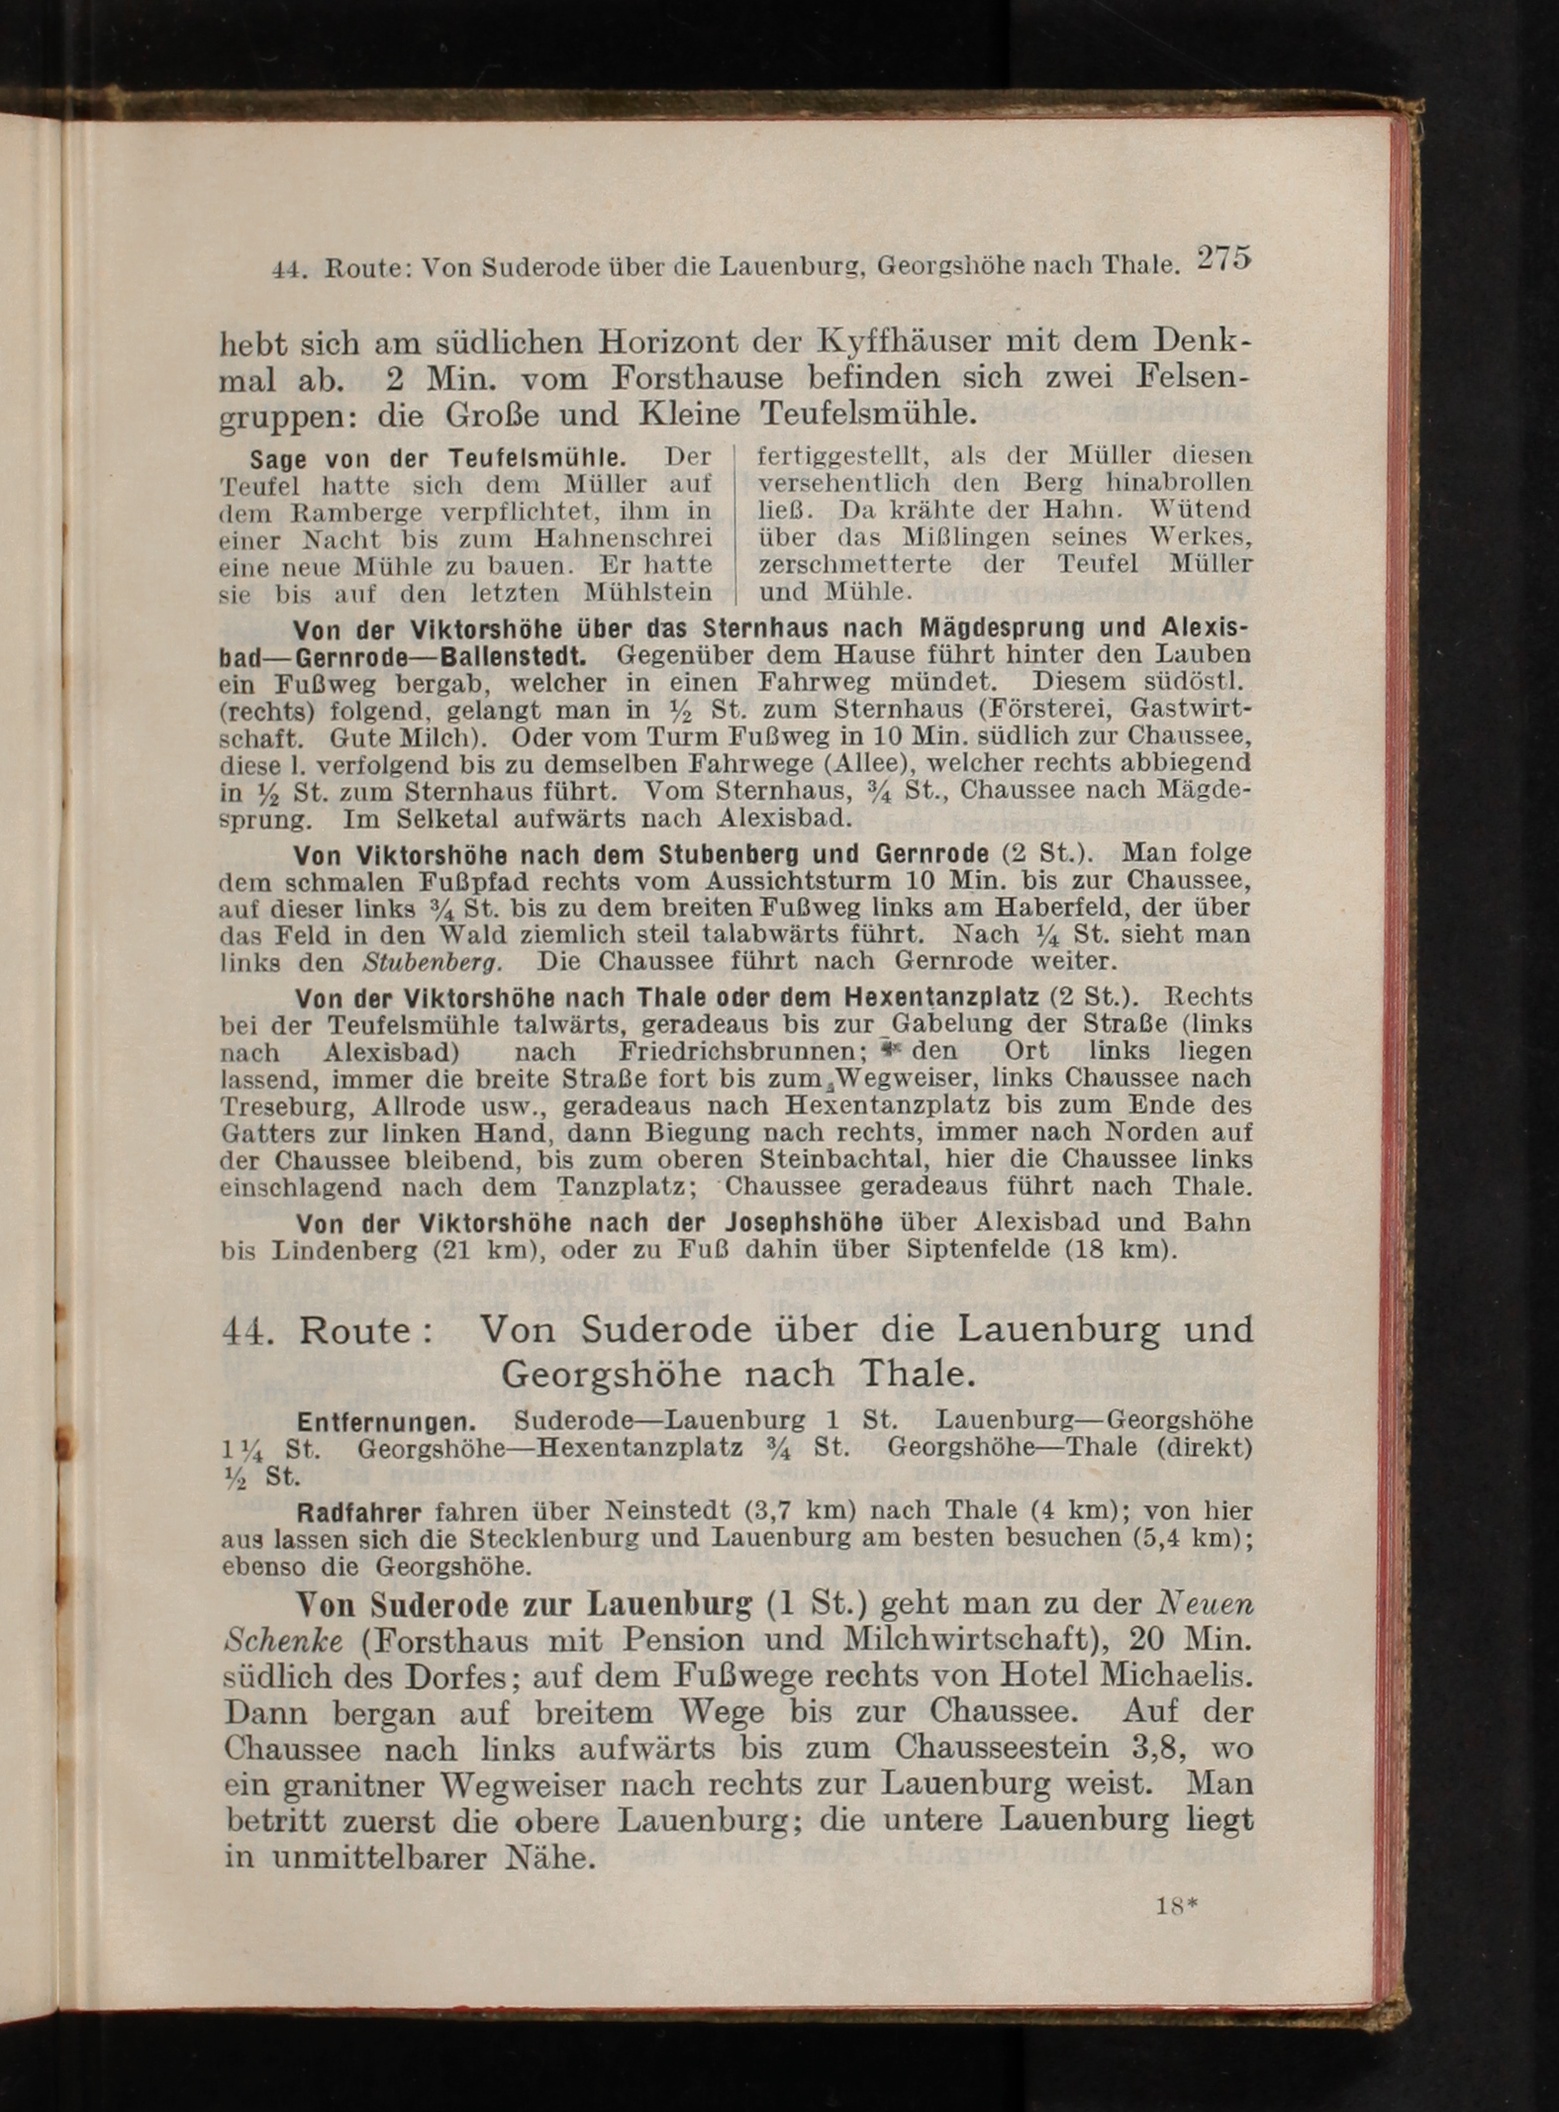 44. Route: Von Suderode über die Lauenburg, Georgshöhe nach Thale. 275
hebt sich am südlichen Horizont der Kyffhäuser mit dem Denk-
mal ab. 2 Min. vom Forsthause befinden sich zwei Felsen-
gruppen: die Große und Kleine Teufelsmühle.
Sage von der Teufelsmühle. Der
Teufel hatte sich dem Müller auf
dem Ramberge verpflichtet, ihm in
einer Nacht bis zum Hahnenschrei
eine neue Mühle zu bauen. Er hatte
sie bis auf den letzten Mühlstein
fertiggestellt, als der Müller diesen
versehentlich den Berg hinabrollen
ließ. Da krähte der Hahn. Wütend
über das Mißlingen seines Werkes,
zerschmetterte der Teufel Müller
und Mühle.
Von der Viktorshöhe über das Sternhaus nach Mägdesprung und Alexis-
bad—Gernrode—Ballenstedt. Gegenüber dem Hause führt hinter den Lauben
ein Fußweg bergab, welcher in einen Fahrweg mündet. Diesem südöstl.
(rechts) folgend, gelangt man in ½ St. zum Sternhaus (Försterei, Gastwirt-
schaft. Gute Milch). Oder vom Turm Fußweg in 10 Min. südlich zur Chaussee,
diese l. verfolgend bis zu demselben Fahrwege (Allee), welcher rechts abbiegend
in ½ St. zum Sternhaus führt. Vom Sternhaus, ¾ St., Chaussee nach Mägde-
sprung. Im Selketal aufwärts nach Alexisbad.
Von Viktorshöhe nach dem Stubenberg und Gernrode (2 St.). Man folge
dem schmalen Fußpfad rechts vom Aussichtsturm 10 Min. bis zur Chaussee,
auf dieser links ¾ St. bis zu dem breiten Fußweg links am Haberfeld, der über
das Feld in den Wald ziemlich steil talabwärts führt. Nach ¼ St. sieht man
links den Stubenberg. Die Chaussee führt nach Gernrode weiter.
Von der Viktorshöhe nach Thale oder dem Hexentanzplatz (2 St.). Rechts
bei der Teufelsmühle talwärts, geradeaus bis zur Gabelung der Straße (links
nach Alexisbad) nach Friedrichsbrunnen; den Ort links liegen
lassend, immer die breite Straße fort bis zum Wegweiser, links Chaussee nach
Treseburg, Allrode usw., geradeaus nach Hexentanzplatz bis zum Ende des
Gatters zur linken Hand, dann Biegung nach rechts, immer nach Norden auf
der Chaussee bleibend, bis zum oberen Steinbachtal, hier die Chaussee links
einschlagend nach dem Tanzplatz; Chaussee geradeaus führt nach Thale.
Von der Viktorshöhe nach der Josephshöhe über Alexisbad und Bahn
bis Lindenberg (21 km), oder zu Fuß dahin über Siptenfelde (18 km).
44. Route: Von Suderode über die Lauenburg und
Georgshöhe nach Thale.
Entfernungen. Suderode—Lauenburg 1 St. Lauenburg—Georgshöhe
1¼ St. Georgshöhe—Hexentanzplatz ¾ St. Georgshöhe—Thale (direkt)
½ St.
Radfahrer fahren über Neinstedt (3,7 km) nach Thale (4 km); von hier
aus lassen sich die Stecklenburg und Lauenburg am besten besuchen (5,4 km);
ebenso die Georgshöhe.
Von Suderode zur Lauenburg (1 St.) geht man zu der Neuen
Schenke (Forsthaus mit Pension und Milchwirtschaft), 20 Min.
südlich des Dorfes; auf dem Fußwege rechts von Hotel Michaelis.
Dann bergan auf breitem Wege bis zur Chaussee. Auf der
Chaussee nach links aufwärts bis zum Chausseestein 3,8, wo
ein granitner Wegweiser nach rechts zur Lauenburg weist. Man
betritt zuerst die obere Lauenburg; die untere Lauenburg liegt
in unmittelbarer Nähe.
18*